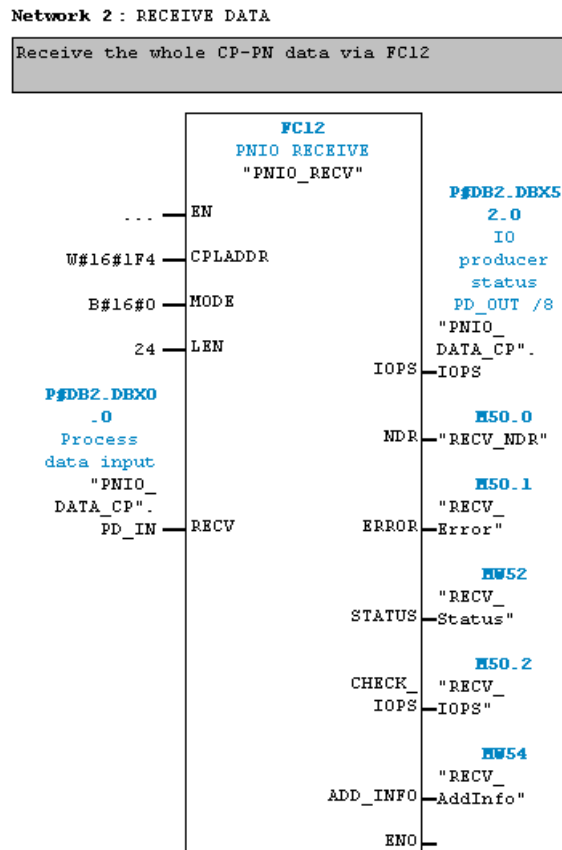 Network 2 : RECEIVE DATA
Receive the whole CP-PN data via FC12
FC12
PNIO RECEIVE
"PNIO_RECV"
... EN
W#16#1F4 CPLADDR
B#16#0 MODE
24 LEN
P#DB2.DBX0
.0
Process
data input
"PNIO_
DATA_CP".
PD_IN RECV
P#DB2.DBX5
2.0
IO
producer
status
PD_OUT /8
"PNIO_
DATA_CP".
IOPS IOPS
M50.0
NDR "RECV_NDR"
M50.1
"RECV_
ERROR Error"
MW52
"RECV_
STATUS Status"
M50.2
CHECK_ "RECV_
IOPS IOPS"
MW54
"RECV_
ADD_INFO AddInfo"
ENO